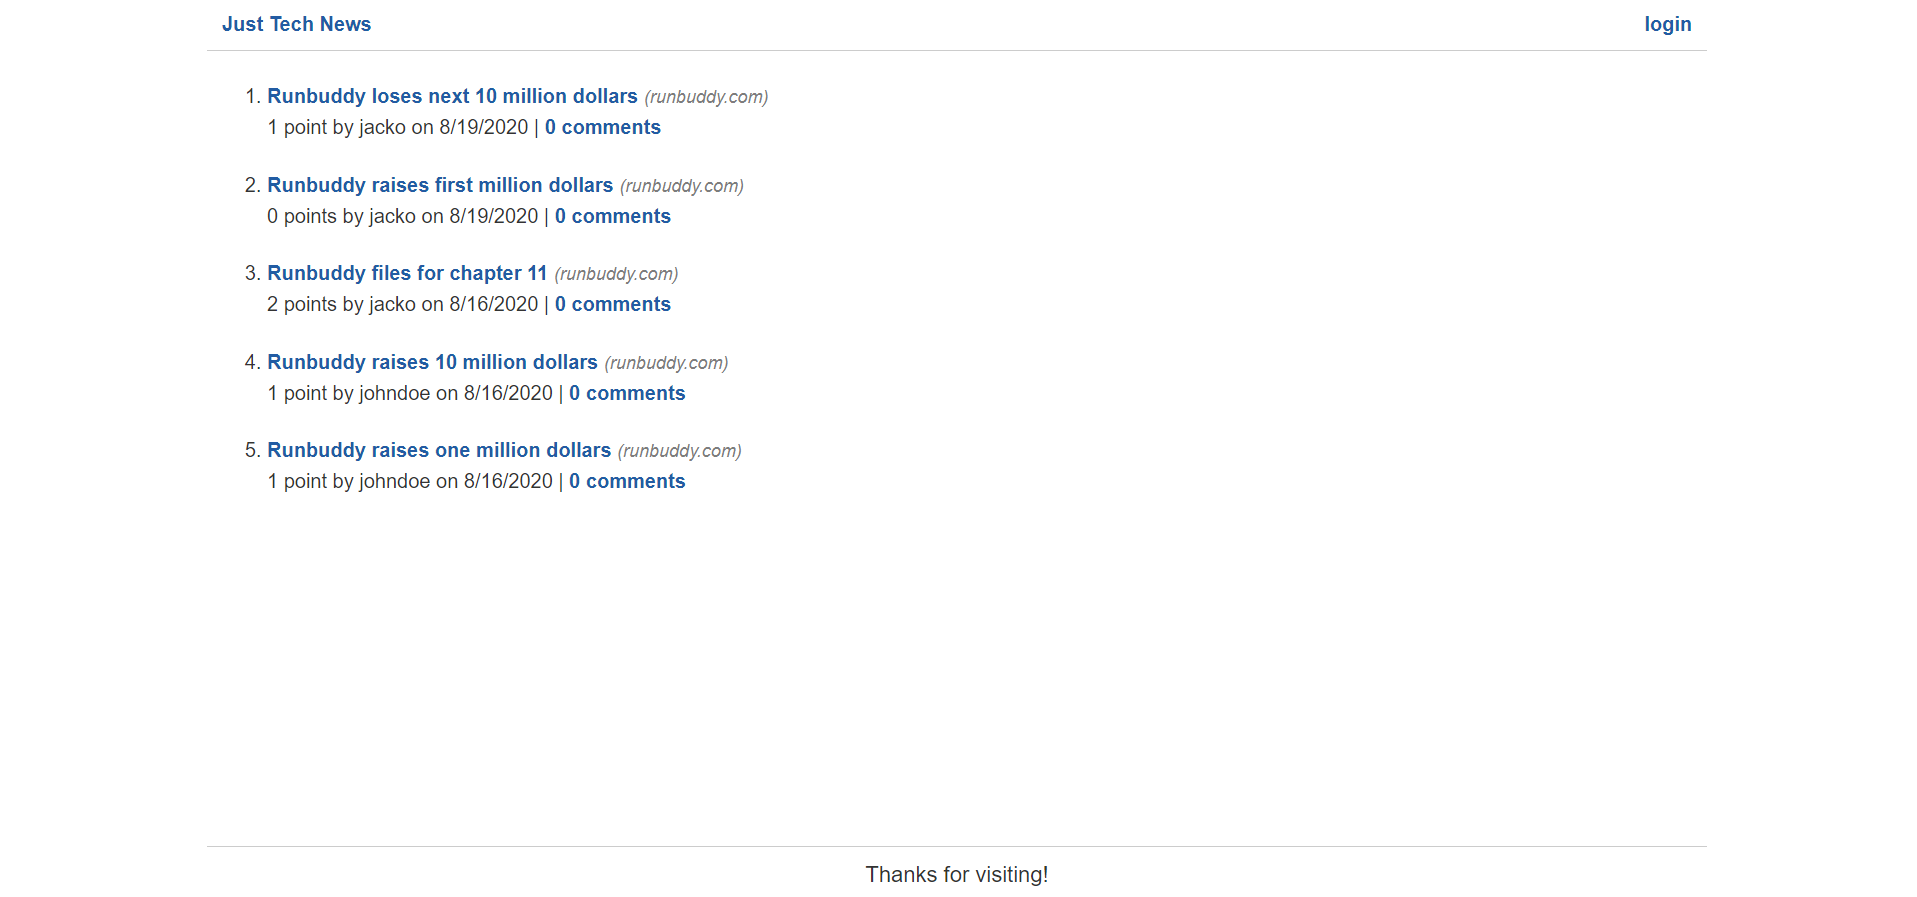 Just Tech News
login
1. Runbuddy loses next 10 million dollars (runbuddy.com)
1 point by jacko on 8/19/2020 | 0 comments
2. Runbuddy raises first million dollars (runbuddy.com)
0 points by jacko on 8/19/2020 | 0 comments
3. Runbuddy files for chapter 11 (runbuddy.com)
2 points by jacko on 8/16/2020 | 0 comments
4. Runbuddy raises 10 million dollars (runbuddy.com)
1 point by johndoe on 8/16/2020 | 0 comments
5. Runbuddy raises one million dollars (runbuddy.com)
1 point by johndoe on 8/16/2020 | 0 comments
Thanks for visiting!